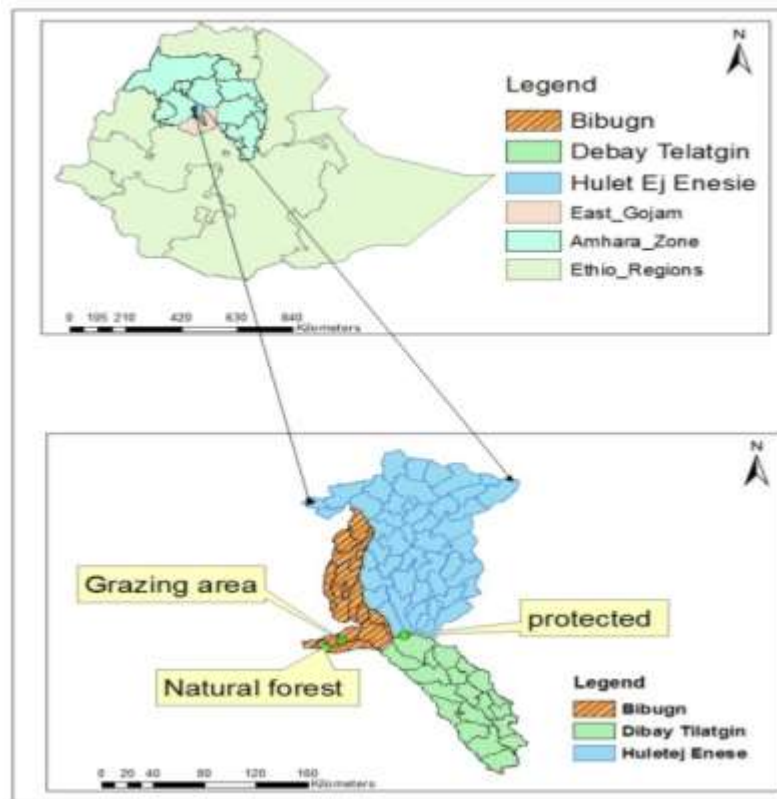 N
Legend
Bibugn
Debay Telatgin
Hulet Ej Enesie
East_Gojam
Amhara_Zone
Ethio_Regions
0 105 210 420 630 840
Kilometers
N
Grazing area
protected
Natural forest
Legend
Bibugn
Dibay Tilatgin
Huletej Enese
0 20 40 80 120 160
Kilometers